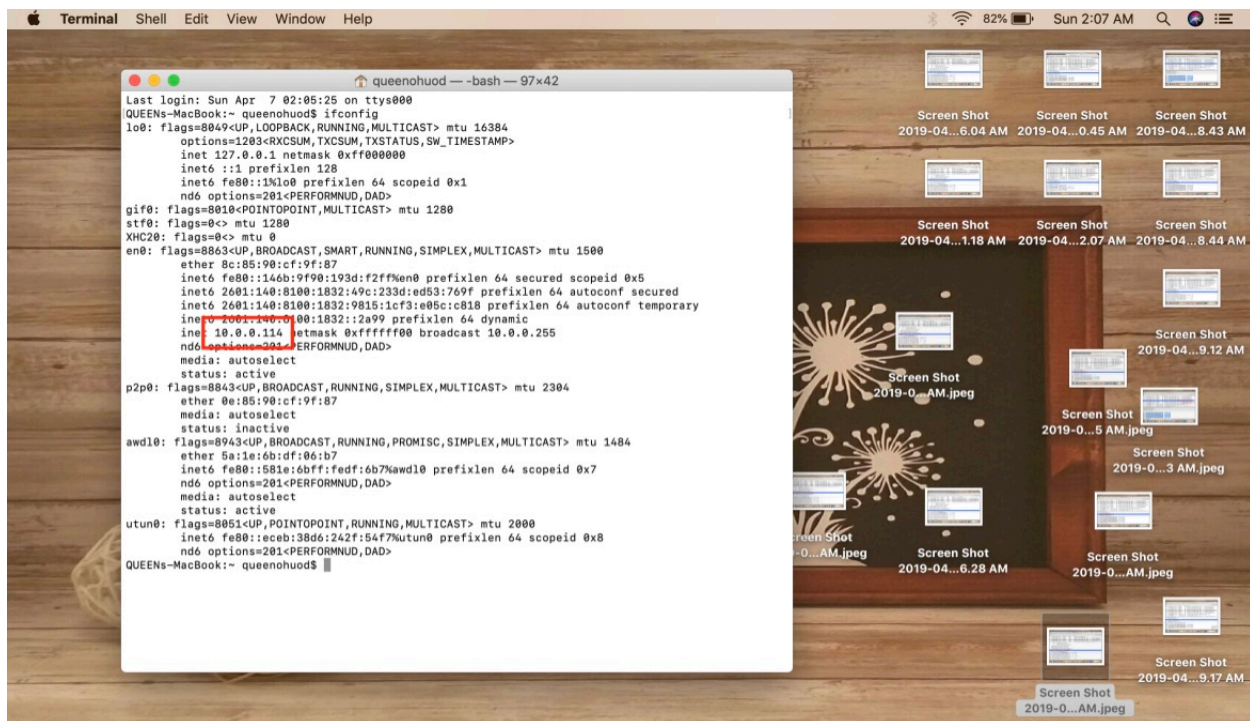 Terminal Shell Edit View Window Help 82% Sun 2:07 AM
queenohuod — -bash — 97×42
Last login: Sun Apr 7 02:05:25 on ttys000
QUEENs-MacBook:~ queenohuod$ ifconfig
lo0: flags=8049<UP,LOOPBACK,RUNNING,MULTICAST> mtu 16384
options=1203<RXCSUM,TXCSUM,TXSTATUS,SW_TIMESTAMP>
inet 127.0.0.1 netmask 0xff000000
inet6 ::1 prefixlen 128
inet6 fe80::1%lo0 prefixlen 64 scopeid 0x1
nd6 options=201<PERFORMNUD,DAD>
gif0: flags=8010<POINTOPOINT,MULTICAST> mtu 1280
stf0: flags=0<> mtu 1280
XHC20: flags=0<> mtu 0
en0: flags=8863<UP,BROADCAST,SMART,RUNNING,SIMPLEX,MULTICAST> mtu 1500
ether 8c:85:90:cf:9f:87
inet6 fe80::146b:9f90:193d:f2ff%en0 prefixlen 64 secured scopeid 0x5
inet6 2601:140:8100:1832:49c:233d:ed53:769f prefixlen 64 autoconf secured
inet6 2601:140:8100:1832:9815:1cf3:e05c:c818 prefixlen 64 autoconf temporary
inet6 2601:140:8100:1832::2a99 prefixlen 64 dynamic
inet 10.0.0.114 netmask 0xffffff00 broadcast 10.0.0.255
nd6 options=201<PERFORMNUD,DAD>
media: autoselect
status: active
p2p0: flags=8843<UP,BROADCAST,RUNNING,SIMPLEX,MULTICAST> mtu 2304
ether 0e:85:90:cf:9f:87
media: autoselect
status: inactive
awdl0: flags=8943<UP,BROADCAST,RUNNING,PROMISC,SIMPLEX,MULTICAST> mtu 1484
ether 5a:1e:6b:df:06:b7
inet6 fe80::581e:6bff:fedf:6b7%awdl0 prefixlen 64 scopeid 0x7
nd6 options=201<PERFORMNUD,DAD>
media: autoselect
status: active
utun0: flags=8051<UP,POINTOPOINT,RUNNING,MULTICAST> mtu 2000
inet6 fe80::eceb:38d6:242f:54f7%utun0 prefixlen 64 scopeid 0x8
nd6 options=201<PERFORMNUD,DAD>
QUEENs-MacBook:~ queenohuod$
Screen Shot Screen Shot Screen Shot
2019-04...6.04 AM 2019-04...0.45 AM 2019-04...8.43 AM
Screen Shot Screen Shot Screen Shot
2019-04...1.18 AM 2019-04...2.07 AM 2019-04...8.44 AM
Screen Shot
2019-04...9.12 AM
Screen Shot
2019-0...AM.jpeg
Screen Shot
2019-0...5 AM.jpeg
Screen Shot
2019-0...3 AM.jpeg
Shot
AM.jpeg
Screen Shot
2019-04...6.28 AM
Screen Shot
2019-0...AM.jpeg
Screen Shot
2019-04...9.17 AM
Screen Shot
2019-0...AM.jpeg